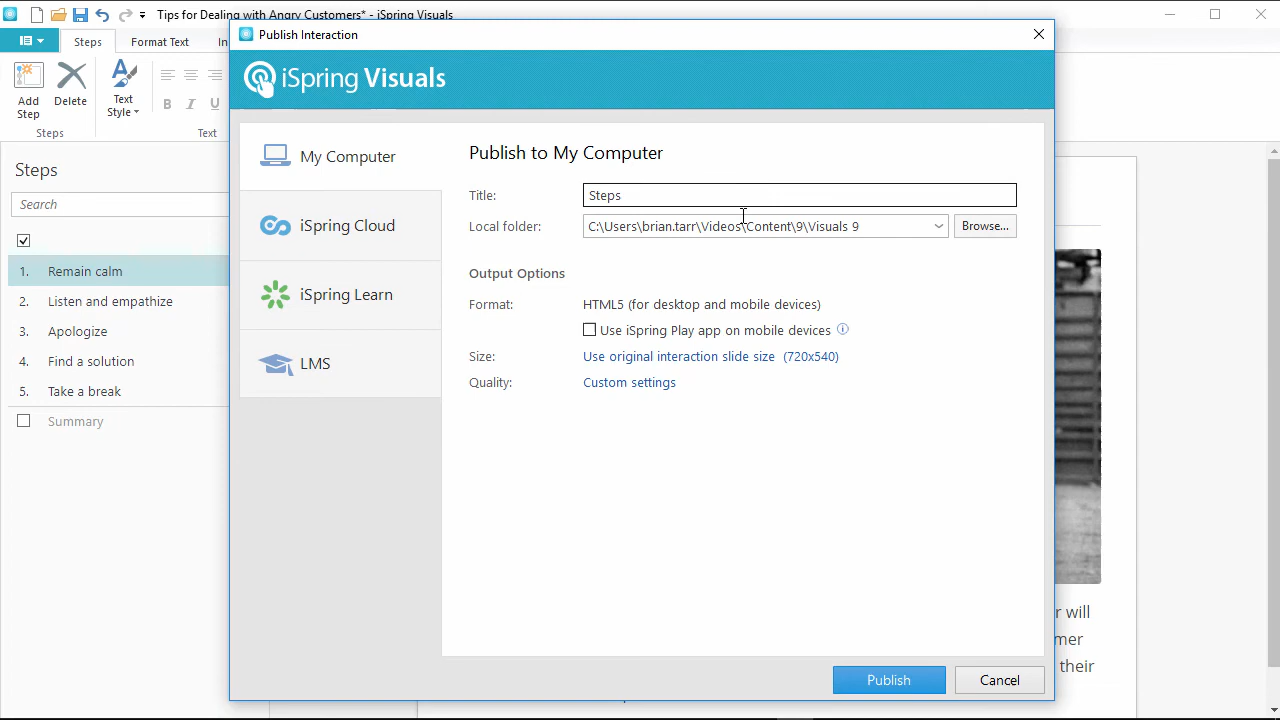 Tips for Dealing with Angry Customers* - iSpring Visuals
Steps
Format Text
In
Add Step
Delete
Text Style
B I U
Steps
Text
Steps
Search
1. Remain calm
2. Listen and empathize
3. Apologize
4. Find a solution
5. Take a break
Summary
Publish Interaction
iSpring Visuals
My Computer
iSpring Cloud
iSpring Learn
LMS
Publish to My Computer
Title: Steps
Local folder: C:\Users\brian.tarr\Videos\Content\9\Visuals 9
Browse...
Output Options
Format: HTML5 (for desktop and mobile devices)
Use iSpring Play app on mobile devices
Size: Use original interaction slide size (720x540)
Quality: Custom settings
Publish
Cancel
r will
mer
their